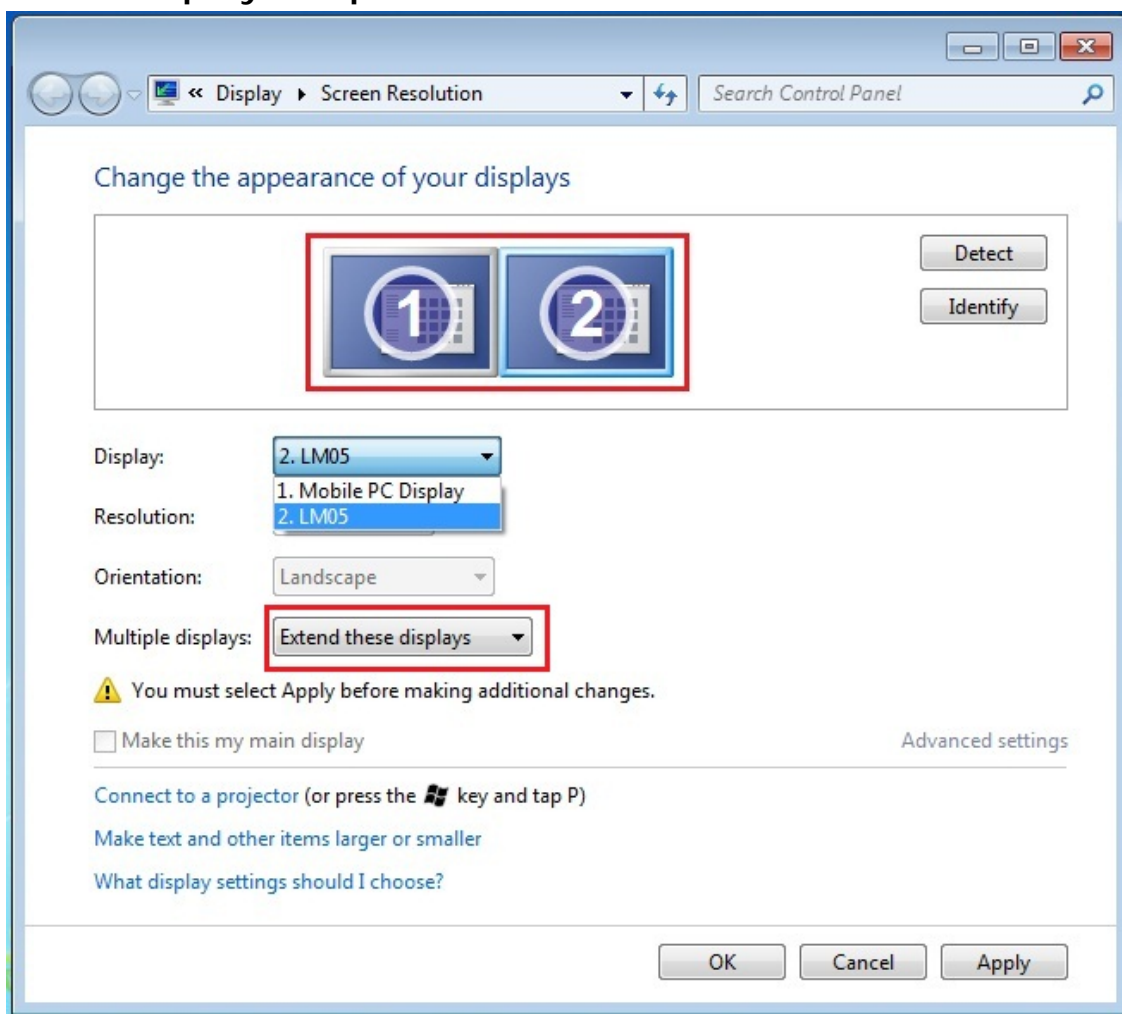 « Display ▸ Screen Resolution
Search Control Panel
Change the appearance of your displays
1
2
Detect
Identify
Display:
2. LM05
1. Mobile PC Display
2. LM05
Resolution:
Orientation:
Landscape
Multiple displays:
Extend these displays
You must select Apply before making additional changes.
Make this my main display
Advanced settings
Connect to a projector (or press the key and tap P)
Make text and other items larger or smaller
What display settings should I choose?
OK
Cancel
Apply